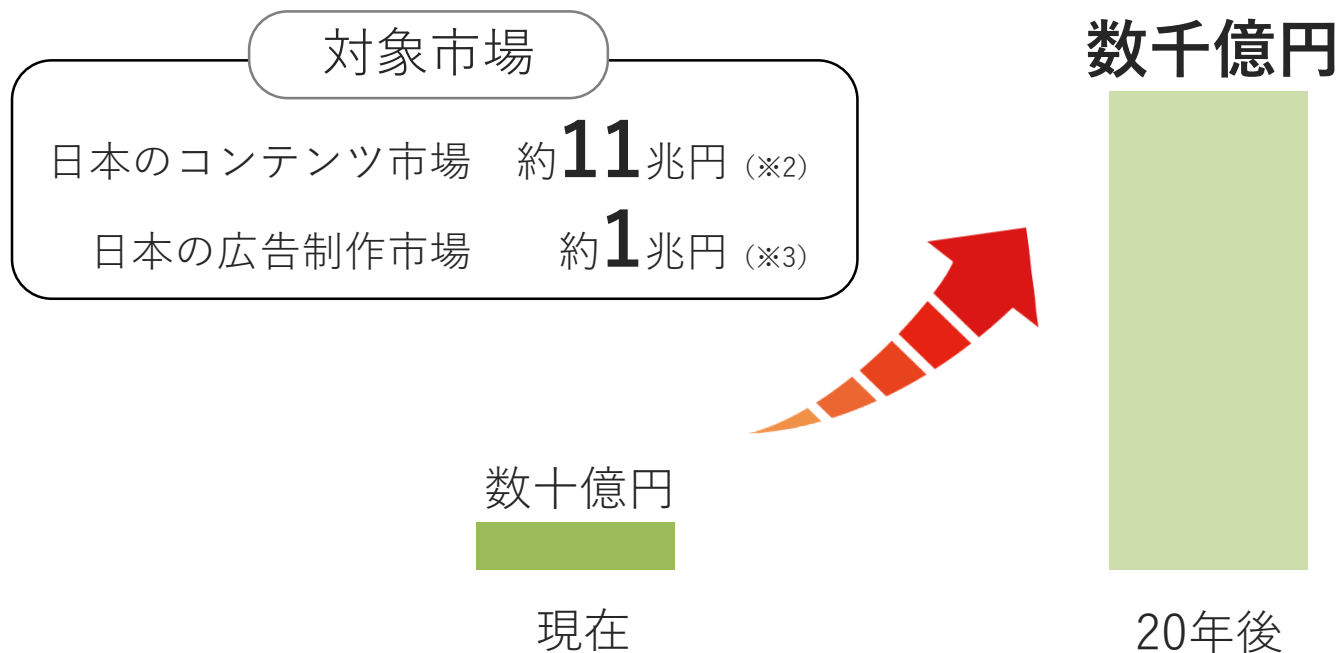 対象市場
日本のコンテンツ市場 約11兆円 (※2)
日本の広告制作市場 約1兆円 (※3)
数千億円
数十億円
現在
20年後